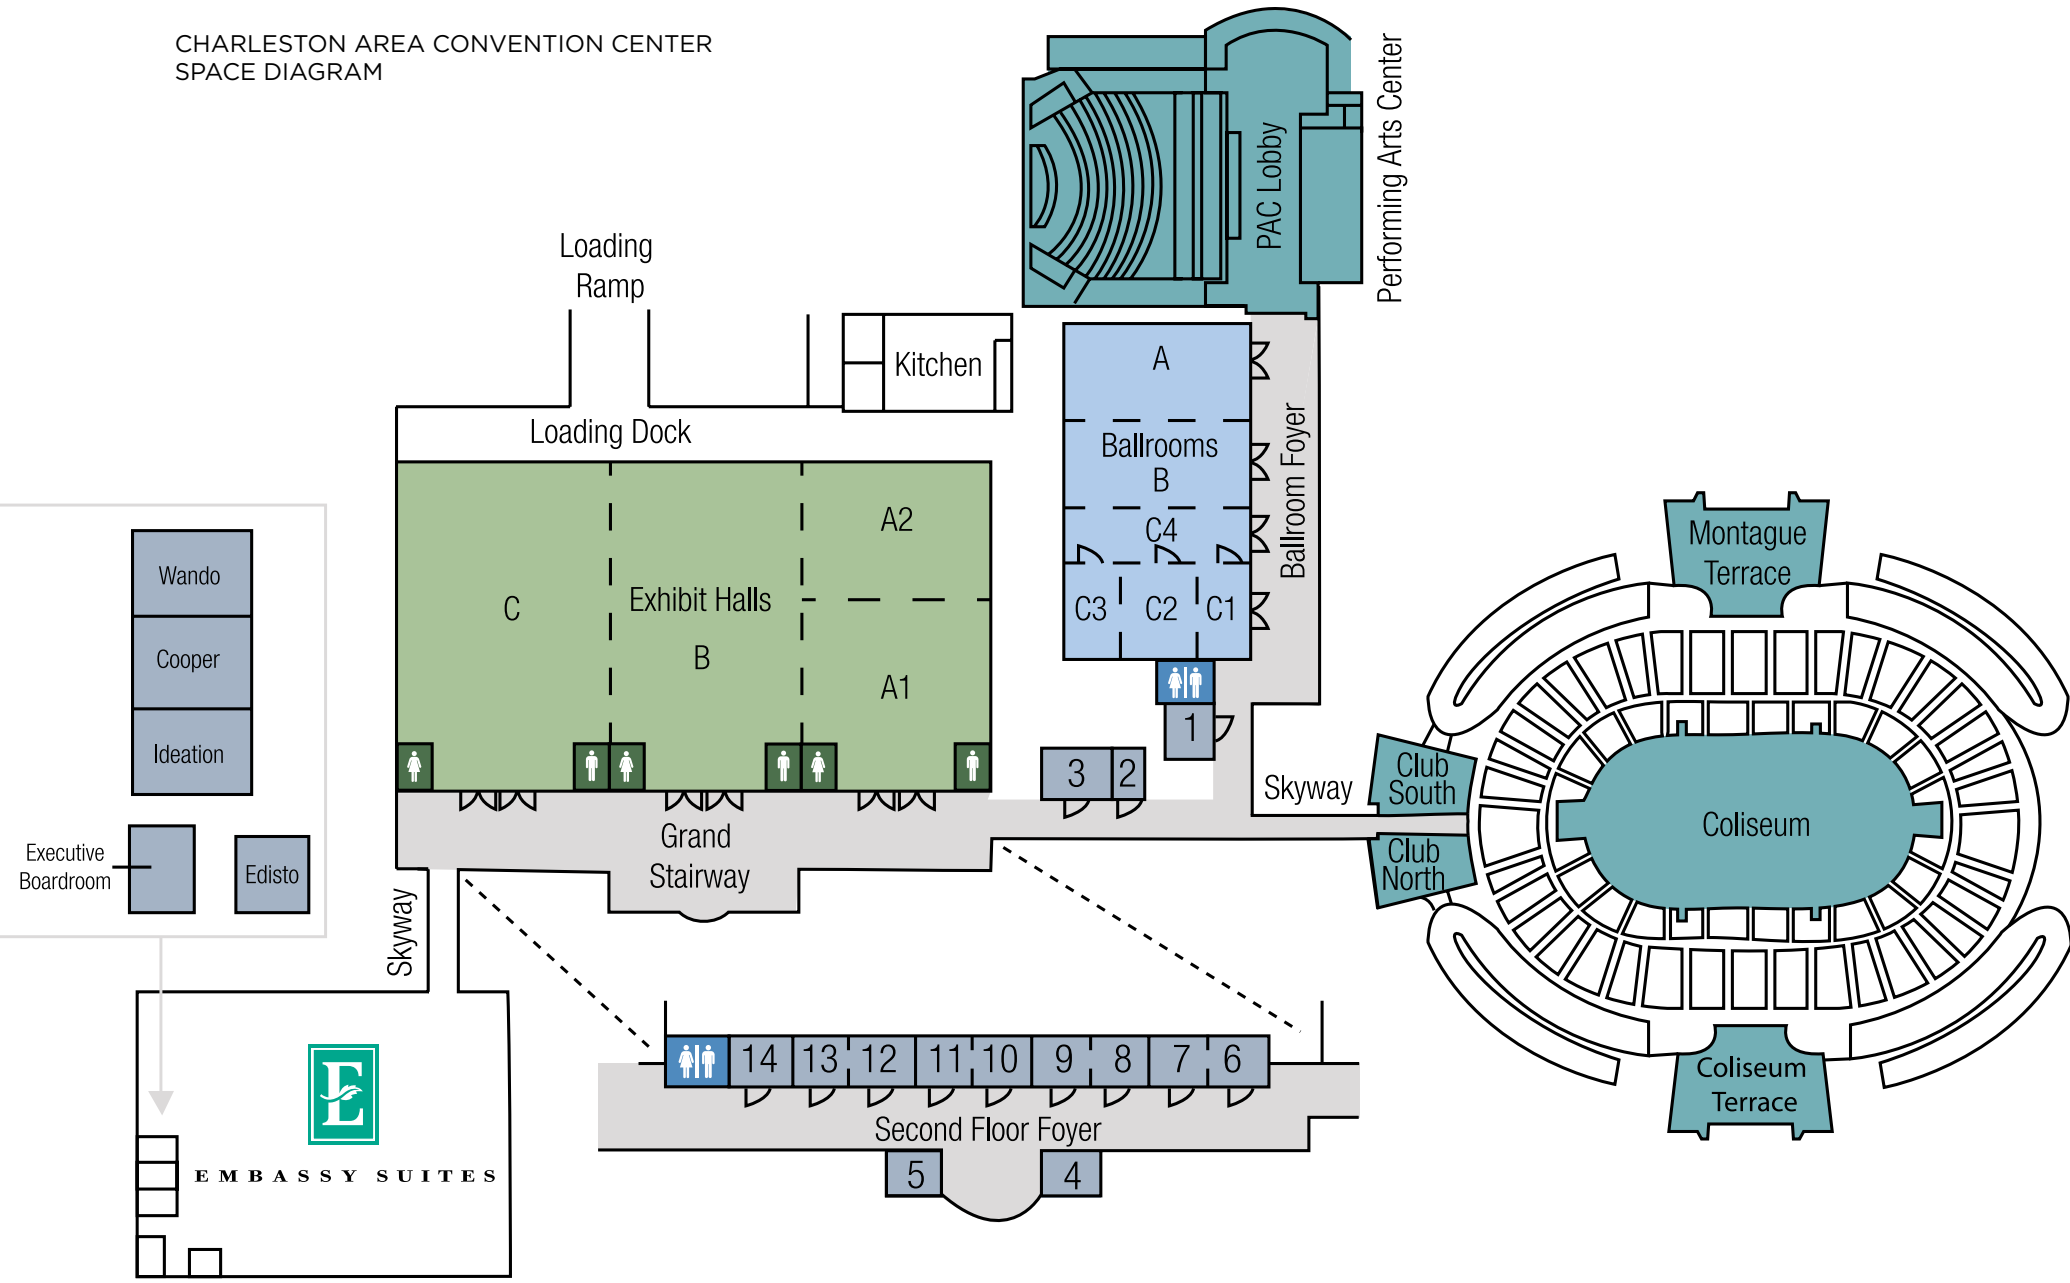 CHARLESTON AREA CONVENTION CENTER
SPACE DIAGRAM
Performing Arts Center
PAC Lobby
Loading
Ramp
Kitchen
Loading Dock
A
Ballrooms
B
C4
C3
C2
C1
Ballroom Foyer
A2
C
Exhibit Halls
B
A1
1
3
2
Skyway
Grand
Stairway
Skyway
Wando
Cooper
Ideation
Executive
Boardroom
Edisto
Montague
Terrace
Club
South
Club
North
Coliseum
Coliseum
Terrace
14
13
12
11
10
9
8
7
6
Second Floor Foyer
5
4
E
EMBASSY SUITES